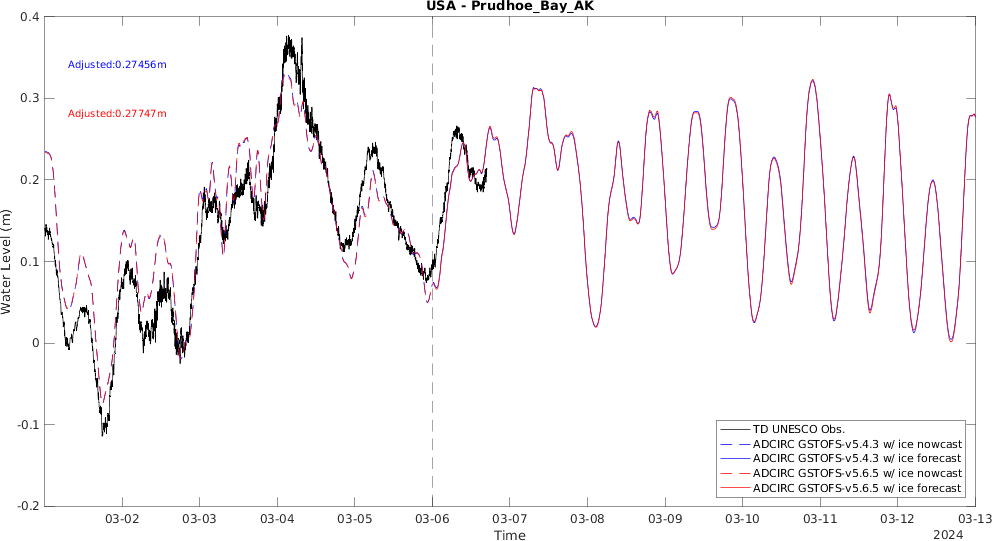 USA - Prudhoe_Bay_AK
0.4
Adjusted:0.27456m
0.3
Adjusted:0.27747m
0.2
0.1
0
-0.1
-0.2
Water Level (m)
TD UNESCO Obs.
ADCIRC GSTOFS-v5.4.3 w/ ice nowcast
ADCIRC GSTOFS-v5.4.3 w/ ice forecast
ADCIRC GSTOFS-v5.6.5 w/ ice nowcast
ADCIRC GSTOFS-v5.6.5 w/ ice forecast
03-02 03-03 03-04 03-05 03-06 03-07 03-08 03-09 03-10 03-11 03-12 03-13
Time
2024